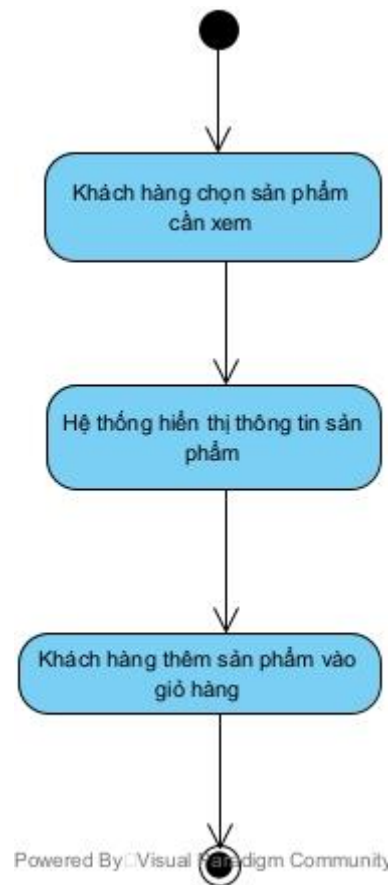 Khách hàng chọn sản phẩm
cần xem
Hệ thống hiển thị thông tin sản
phẩm
Khách hàng thêm sản phẩm vào
giỏ hàng
Powered By Visual Paradigm Community